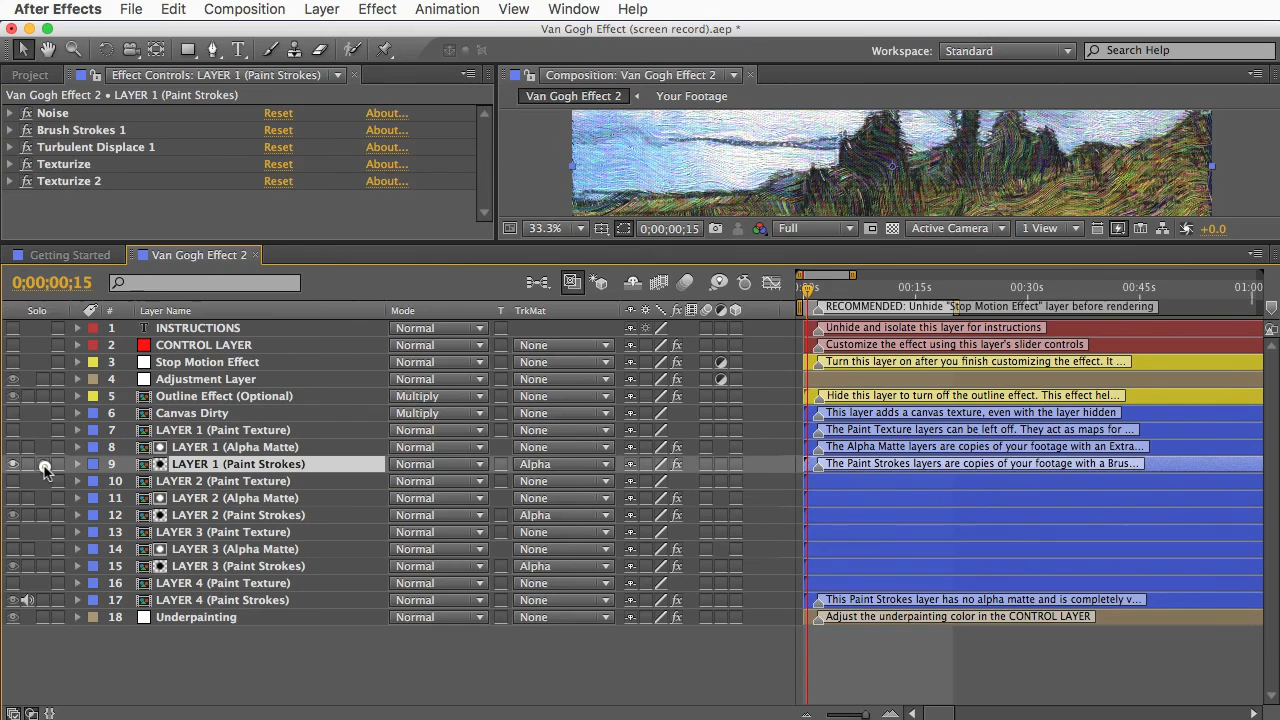 After Effects File Edit Composition Layer Effect Animation View Window Help
Van Gogh Effect (screen record).aep *
Workspace: Standard Search Help
Project Effect Controls: LAYER 1 (Paint Strokes) Composition: Van Gogh Effect 2
Van Gogh Effect 2 • LAYER 1 (Paint Strokes) Van Gogh Effect 2 Your Footage
fx Noise Reset About...
fx Brush Strokes 1 Reset About...
fx Turbulent Displace 1 Reset About...
fx Texturize Reset About...
fx Texturize 2 Reset About...
33.3% 0;00;00;15 Full Active Camera 1 View +0.0
Getting Started Van Gogh Effect 2
0;00;00;15 00:15s 00:30s 00:45s 01:00
Solo # Layer Name Mode T TrkMat fx RECOMMENDED: Unhide "Stop Motion Effect" layer before rendering
1 T INSTRUCTIONS Normal Unhide and isolate this layer for instructions
2 CONTROL LAYER Normal None Customize the effect using this layer's slider controls
3 Stop Motion Effect Normal None Turn this layer on after you finish customizing the effect. It ...
4 Adjustment Layer Normal None
5 Outline Effect (Optional) Multiply None fx Hide this layer to turn off the outline effect. This effect hel...
6 Canvas Dirty Multiply None This layer adds a canvas texture, even with the layer hidden
7 LAYER 1 (Paint Texture) Normal None The Paint Texture layers can be left off. They act as maps for ...
8 LAYER 1 (Alpha Matte) Normal None fx The Alpha Matte layers are copies of your footage with an Extra...
9 LAYER 1 (Paint Strokes) Normal Alpha fx The Paint Strokes layers are copies of your footage with a Brus...
10 LAYER 2 (Paint Texture) Normal None
11 LAYER 2 (Alpha Matte) Normal None fx
12 LAYER 2 (Paint Strokes) Normal Alpha fx
13 LAYER 3 (Paint Texture) Normal None
14 LAYER 3 (Alpha Matte) Normal None fx
15 LAYER 3 (Paint Strokes) Normal Alpha fx
16 LAYER 4 (Paint Texture) Normal None
17 LAYER 4 (Paint Strokes) Normal None fx This Paint Strokes layer has no alpha matte and is completely v...
18 Underpainting Normal None fx Adjust the underpainting color in the CONTROL LAYER